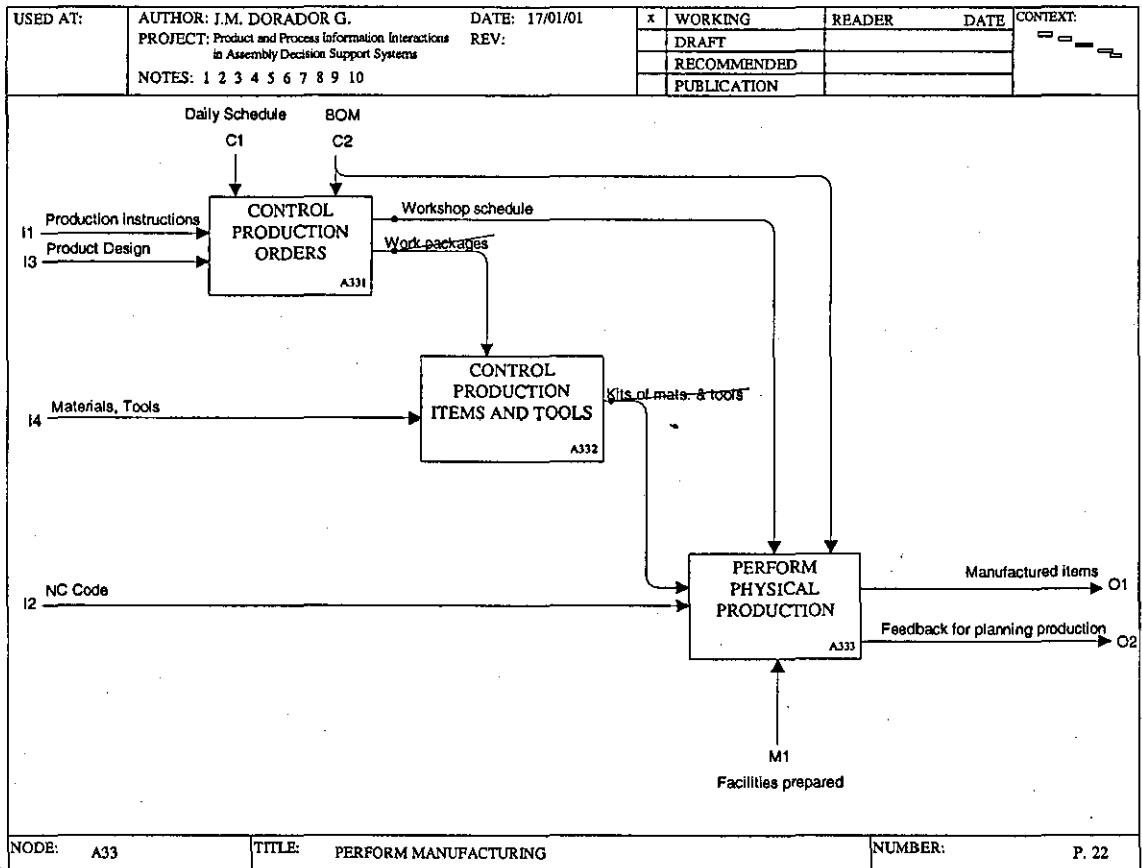 USED AT:
AUTHOR: J.M. DORADOR G.
DATE: 17/01/01
PROJECT: Product and Process Information Interactions
in Assembly Decision Support Systems
REV:
NOTES: 1 2 3 4 5 6 7 8 9 10
x WORKING
DRAFT
RECOMMENDED
PUBLICATION
READER DATE
CONTEXT:
Daily Schedule
C1
BOM
C2
I1 Production instructions
I3 Product Design
CONTROL
PRODUCTION
ORDERS
A331
Workshop schedule
Work packages
I4 Materials, Tools
CONTROL
PRODUCTION
ITEMS AND TOOLS
A332
Kits of mats. & tools
I2 NC Code
PERFORM
PHYSICAL
PRODUCTION
A333
Manufactured items O1
Feedback for planning production O2
M1
Facilities prepared
NODE: A33
TITLE: PERFORM MANUFACTURING
NUMBER: P. 22